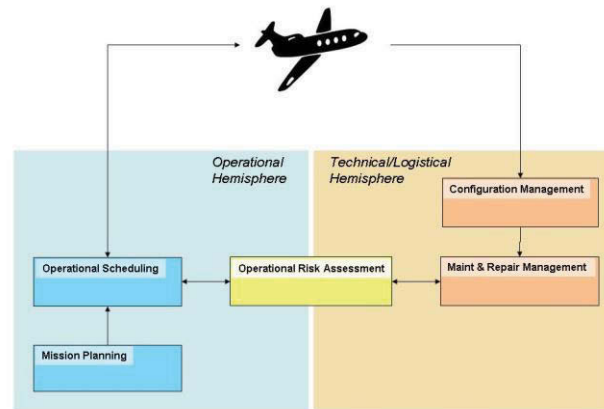 Operational
Hemisphere
Technical/Logistical
Hemisphere
Configuration Management
Operational Scheduling
Operational Risk Assessment
Maint & Repair Management
Mission Planning